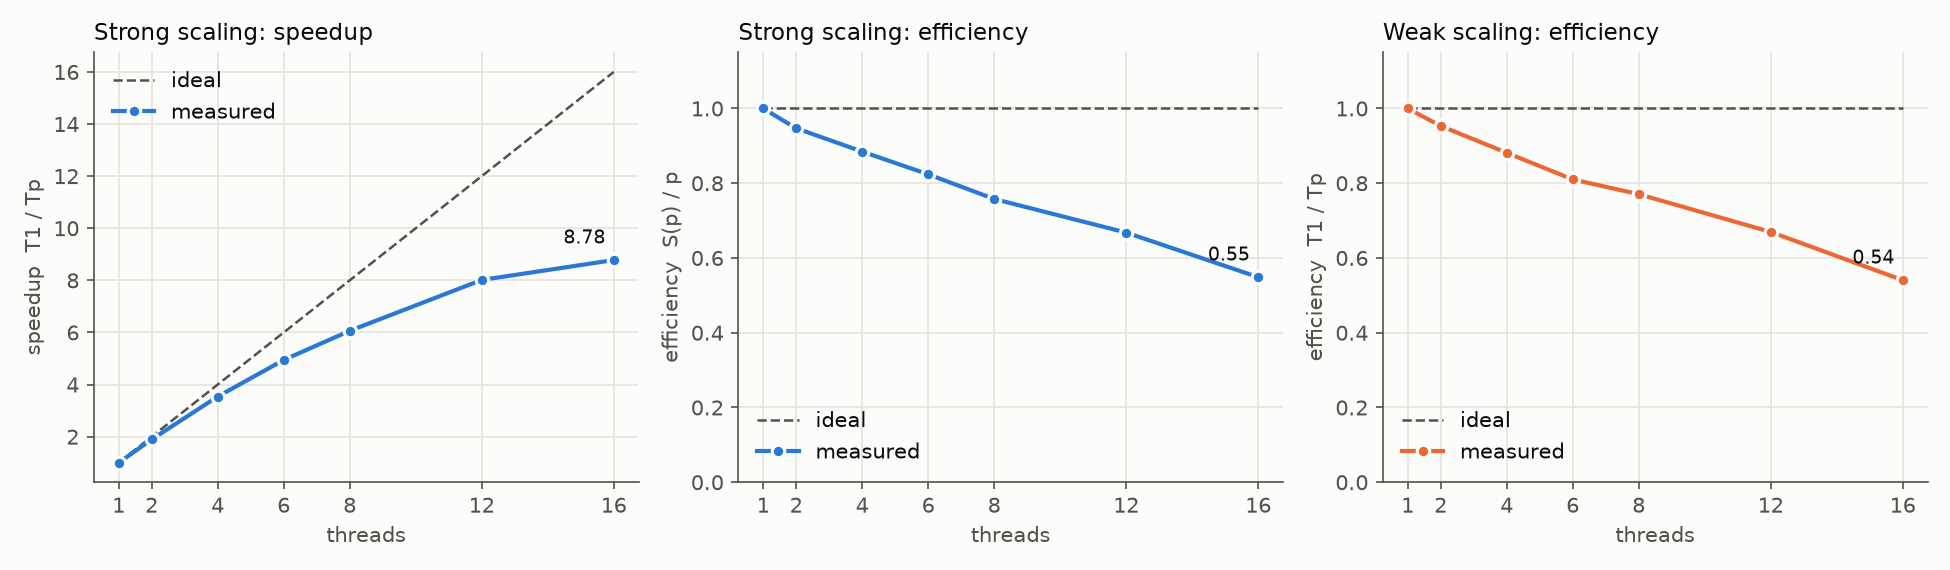 Strong scaling: speedup
speedup  T1 / Tp
16
14
12
10
8
6
4
2
ideal
measured
8.78
1 2 4 6 8 12 16
threads
Strong scaling: efficiency
efficiency  S(p) / p
1.0
0.8
0.6
0.4
0.2
0.0
0.55
ideal
measured
1 2 4 6 8 12 16
threads
Weak scaling: efficiency
efficiency  T1 / Tp
1.0
0.8
0.6
0.4
0.2
0.0
0.54
ideal
measured
1 2 4 6 8 12 16
threads